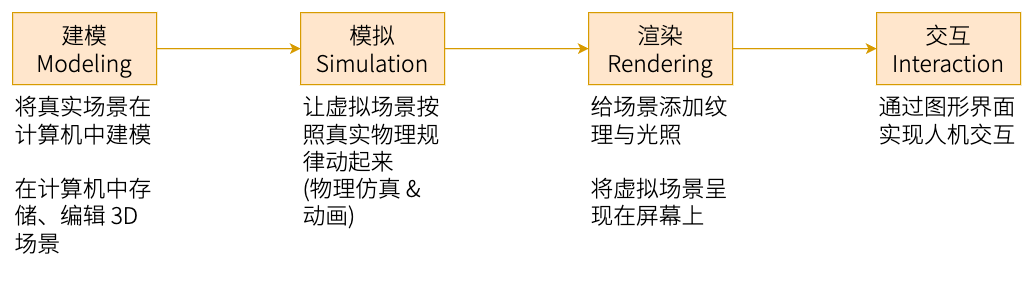 建模
Modeling
模拟
Simulation
渲染
Rendering
交互
Interaction
将真实场景在
计算机中建模
在计算机中存
储、编辑 3D
场景
让虚拟场景按
照真实物理规
律动起来
(物理仿真 &
动画)
给场景添加纹
理与光照
将虚拟场景呈
现在屏幕上
通过图形界面
实现人机交互